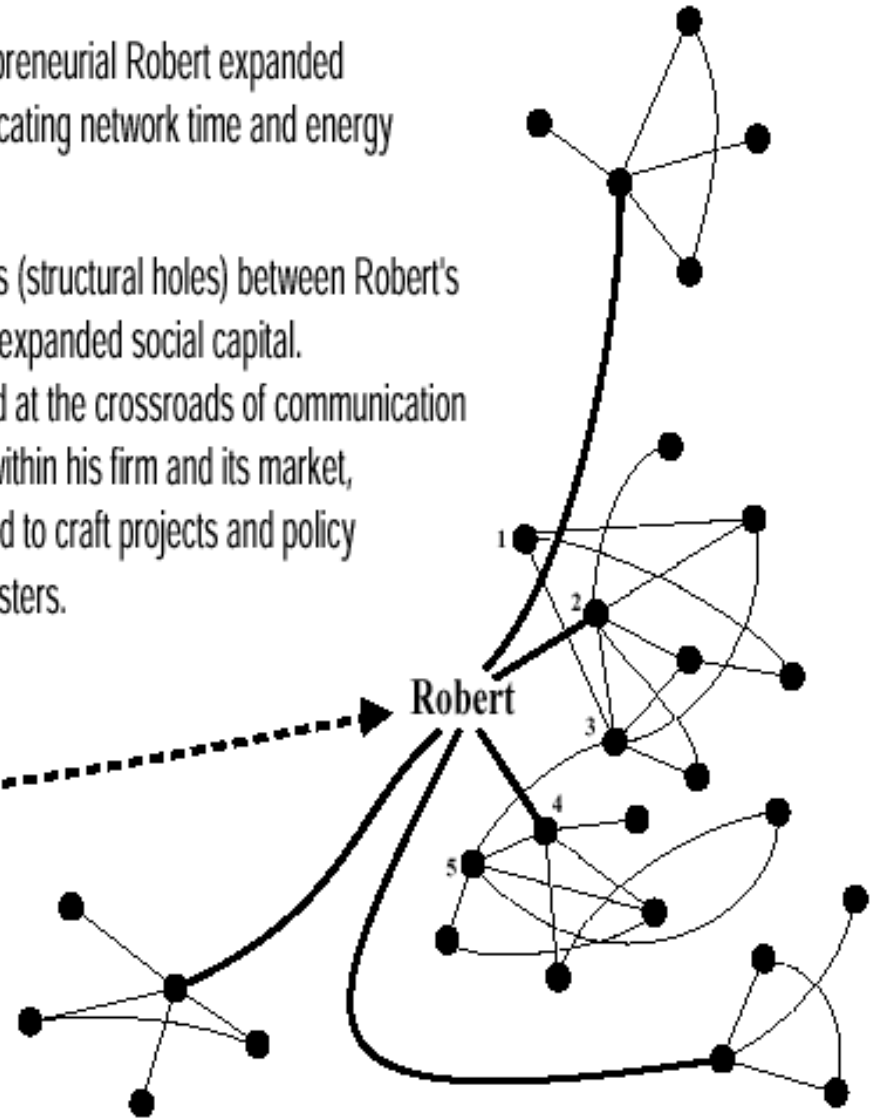 preneurial Robert expanded
cating network time and energy
s (structural holes) between Robert's
expanded social capital.
d at the crossroads of communication
within his firm and its market,
d to craft projects and policy
sters.
1
2
Robert
3
4
5